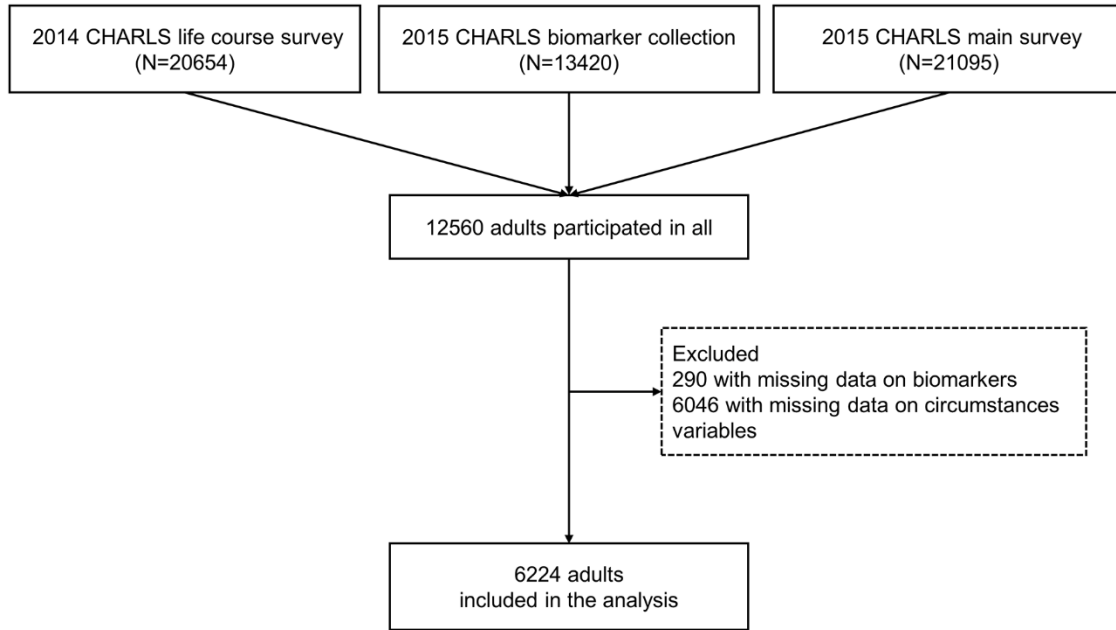 2014 CHARLS life course survey
(N=20654)
2015 CHARLS biomarker collection
(N=13420)
2015 CHARLS main survey
(N=21095)
12560 adults participated in all
Excluded
290 with missing data on biomarkers
6046 with missing data on circumstances
variables
6224 adults
included in the analysis